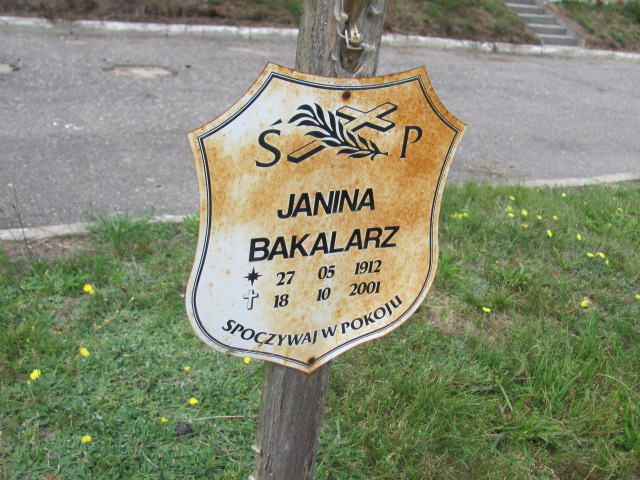 Ś P
JANINA
BAKALARZ
27 05 1912
18 10 2001
SPOCZYWAJ W POKOJU